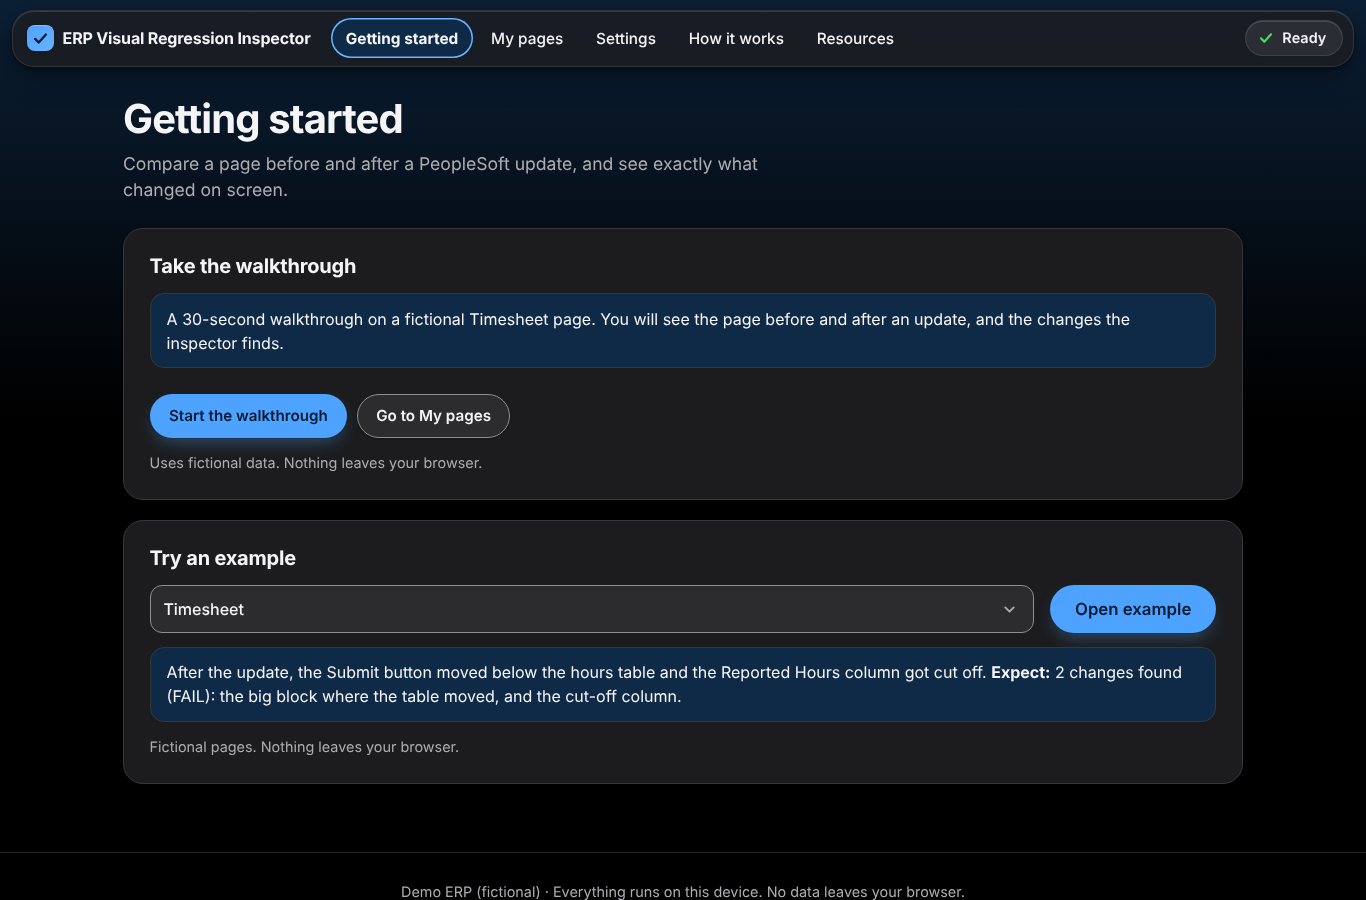 ERP Visual Regression Inspector
Getting started
My pages
Settings
How it works
Resources
Ready
Getting started
Compare a page before and after a PeopleSoft update, and see exactly what
changed on screen.
Take the walkthrough
A 30-second walkthrough on a fictional Timesheet page. You will see the page before and after an update, and the changes the
inspector finds.
Start the walkthrough
Go to My pages
Uses fictional data. Nothing leaves your browser.
Try an example
Timesheet
Open example
After the update, the Submit button moved below the hours table and the Reported Hours column got cut off. Expect: 2 changes found
(FAIL): the big block where the table moved, and the cut-off column.
Fictional pages. Nothing leaves your browser.
Demo ERP (fictional) · Everything runs on this device. No data leaves your browser.